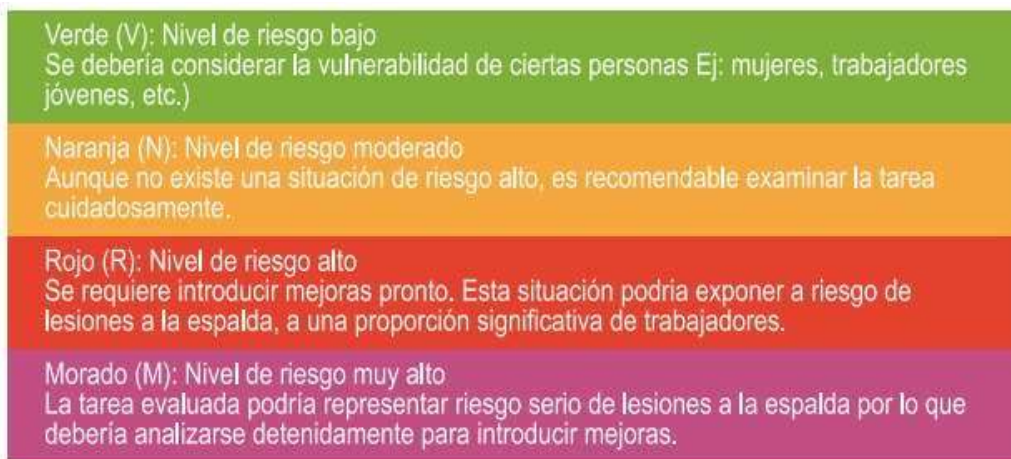 Verde (V): Nivel de riesgo bajo
Se debería considerar la vulnerabilidad de ciertas personas Ej: mujeres, trabajadores
jóvenes, etc.)
Naranja (N): Nivel de riesgo moderado
Aunque no existe una situación de riesgo alto, es recomendable examinar la tarea
cuidadosamente.
Rojo (R): Nivel de riesgo alto
Se requiere introducir mejoras pronto. Esta situación podria exponer a riesgo de
lesiones a la espalda, a una proporción significativa de trabajadores.
Morado (M): Nivel de riesgo muy alto
La tarea evaluada podría representar riesgo serio de lesiones a la espalda por lo que
debería analizarse detenidamente para introducir mejoras.